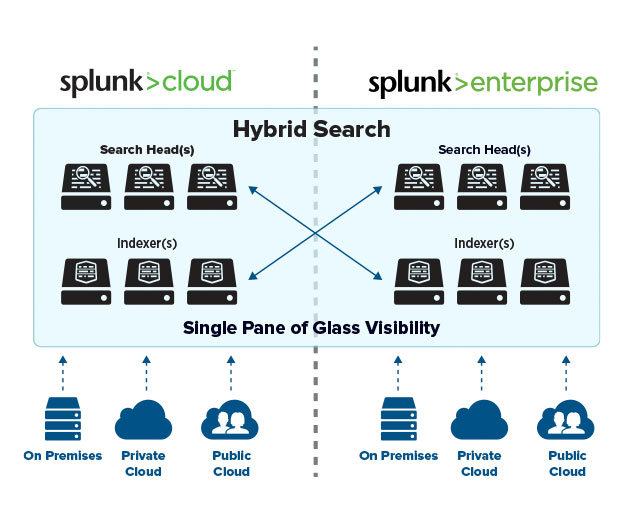 splunk>cloud™
splunk>enterprise
Hybrid Search
Search Head(s)
Search Head(s)
Indexer(s)
Indexer(s)
Single Pane of Glass Visibility
On Premises
Private
Cloud
Public
Cloud
On Premises
Private
Cloud
Public
Cloud